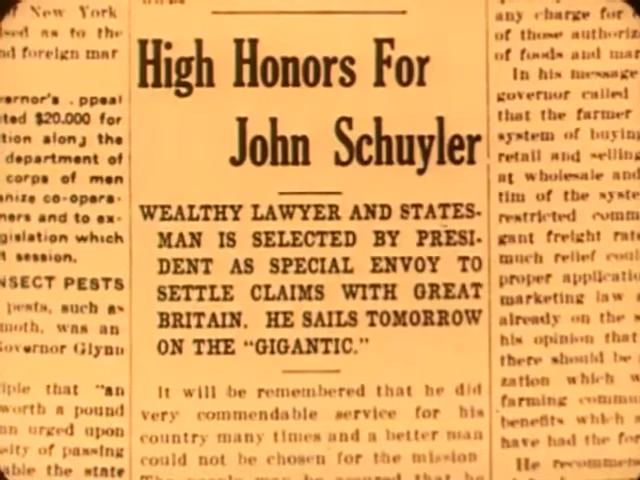 New York
sed as to the
nd foreign mar
ernor's . ppeal
ted $20.000 for
tion along the
department of
corps of men
anize co-opera-
ners and to ex-
gislation which
t session.
NSECT PESTS
pests, such as
moth, was an
Governor Glynn
iple that "an
worth a pound
an urged upon
sity of passing
able the state
High Honors For
John Schuyler
WEALTHY LAWYER AND STATES-
MAN IS SELECTED BY PRESI-
DENT AS SPECIAL ENVOY TO
SETTLE CLAIMS WITH GREAT
BRITAIN. HE SAILS TOMORROW
ON THE "GIGANTIC."
It will be remembered that he did
very commendable service for his
country many times and a better man
could not be chosen for the mission
any charge for
of those authoriz
of foods and mar
In his message
governor called
that the farmer
system of buying
retail and selling
at wholesale and
tim of the syste
restricted comm
gant freight rate
much relief coul
proper applicatio
marketing law
already on the s
his opinion that
there should be
zation which w
farming commu
benefits which
have had the for
He recommen